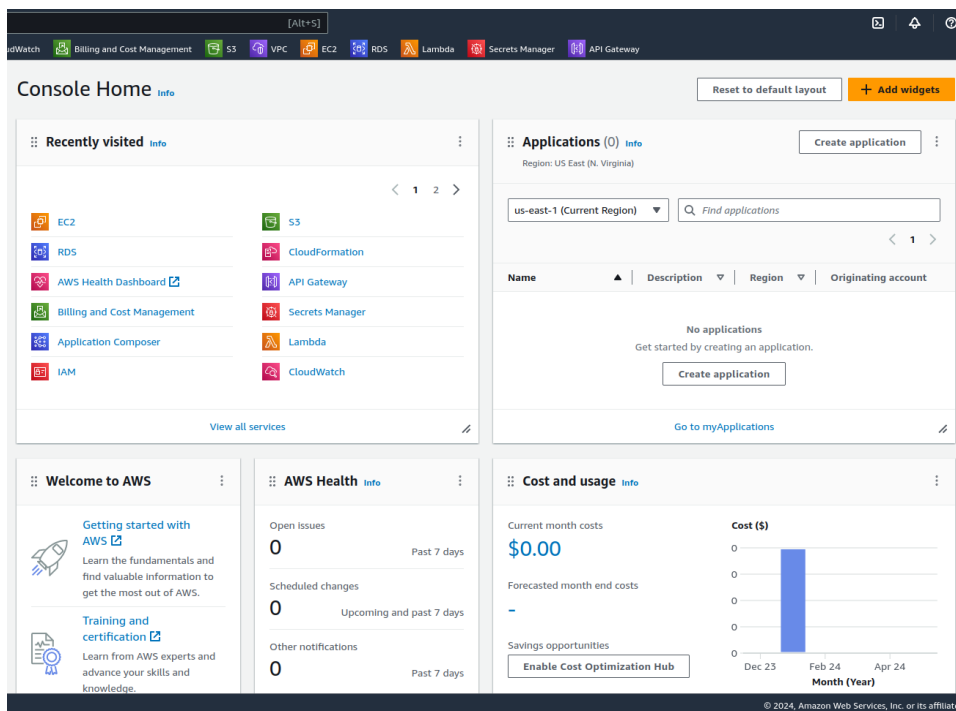 [Alt+S]
udWatch Billing and Cost Management S3 VPC EC2 RDS Lambda Secrets Manager API Gateway
Console Home Info
Reset to default layout
+ Add widgets
Recently visited Info
1 2
EC2
RDS
AWS Health Dashboard
Billing and Cost Management
Application Composer
IAM
S3
CloudFormation
API Gateway
Secrets Manager
Lambda
CloudWatch
View all services
Applications (0) Info
Region: US East (N. Virginia)
Create application
us-east-1 (Current Region)
Find applications
1
Name Description Region Originating account
No applications
Get started by creating an application.
Create application
Go to myApplications
Welcome to AWS
Getting started with
AWS
Learn the fundamentals and
find valuable information to
get the most out of AWS.
Training and
certification
Learn from AWS experts and
advance your skills and
knowledge.
AWS Health Info
Open issues
0 Past 7 days
Scheduled changes
0 Upcoming and past 7 days
Other notifications
0 Past 7 days
Cost and usage Info
Current month costs
$0.00
Forecasted month end costs
-
Savings opportunities
Enable Cost Optimization Hub
Cost ($)
0
0
0
0
0
Dec 23 Feb 24 Apr 24
Month (Year)
© 2024, Amazon Web Services, Inc. or its affiliate